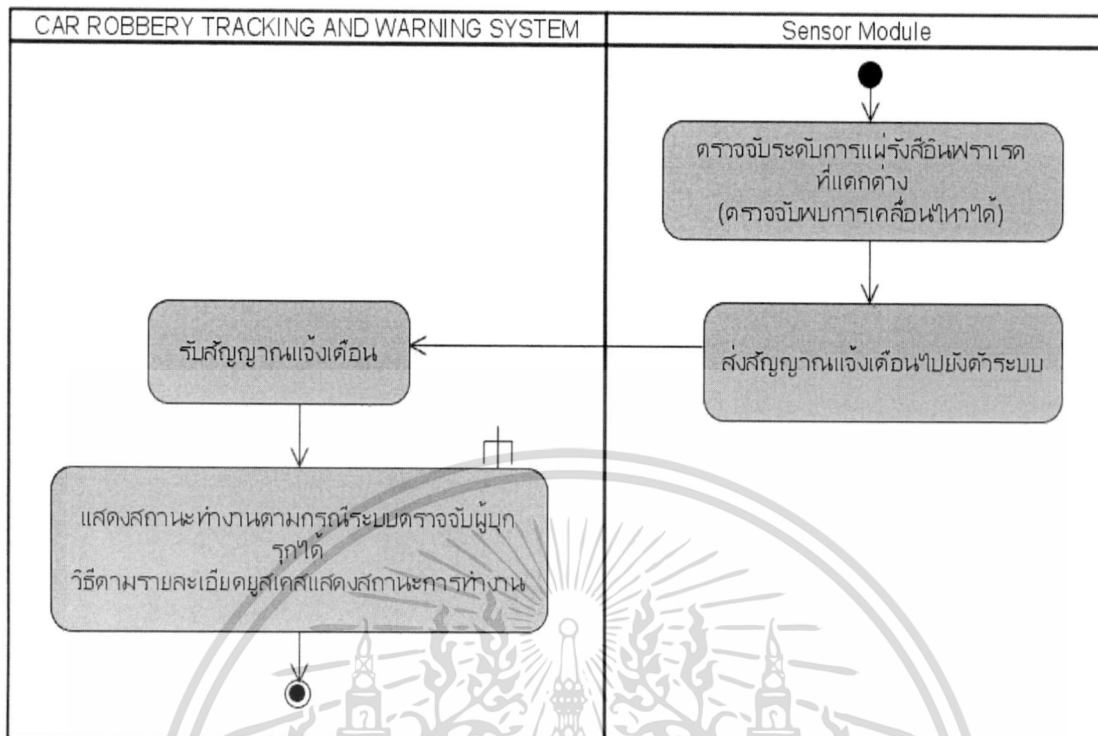 CAR ROBBERY TRACKING AND WARNING SYSTEM
Sensor Module
ตรวจจับระดับการแผ่รังสีอินฟราเรด
ที่แตกต่าง
(ตรวจจับพบการเคลื่อนไหวได้)
รับสัญญาณแจ้งเตือน
ส่งสัญญาณแจ้งเตือนไปยังตัวระบบ
แสดงสถานะทำงานตามกรณีระบบตรวจจับผู้บุก
รุกได้
วิธีตามรายละเอียดยูสเคสแสดงสถานะการทำงาน